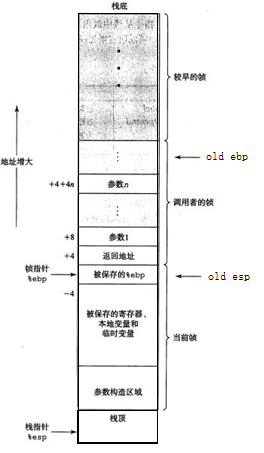 栈底
较早的帧
地址增大
old ebp
+4+4n
参数n
调用者的帧
+8
参数1
+4
返回地址
帧指针
%ebp
被保存的%ebp
old esp
-4
被保存的寄存器、
本地变量和
临时变量
当前帧
参数构造区域
栈指针
%esp
栈顶